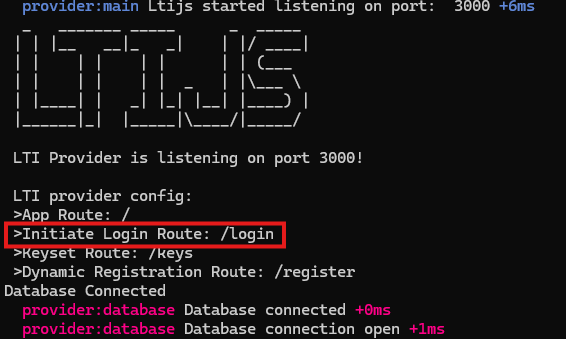 provider:main Ltijs started listening on port:  3000 +6ms
LTIJS
LTI Provider is listening on port 3000!
LTI provider config:
>App Route: /
>Initiate Login Route: /login
>Keyset Route: /keys
>Dynamic Registration Route: /register
Database Connected
provider:database Database connected +0ms
provider:database Database connection open +1ms